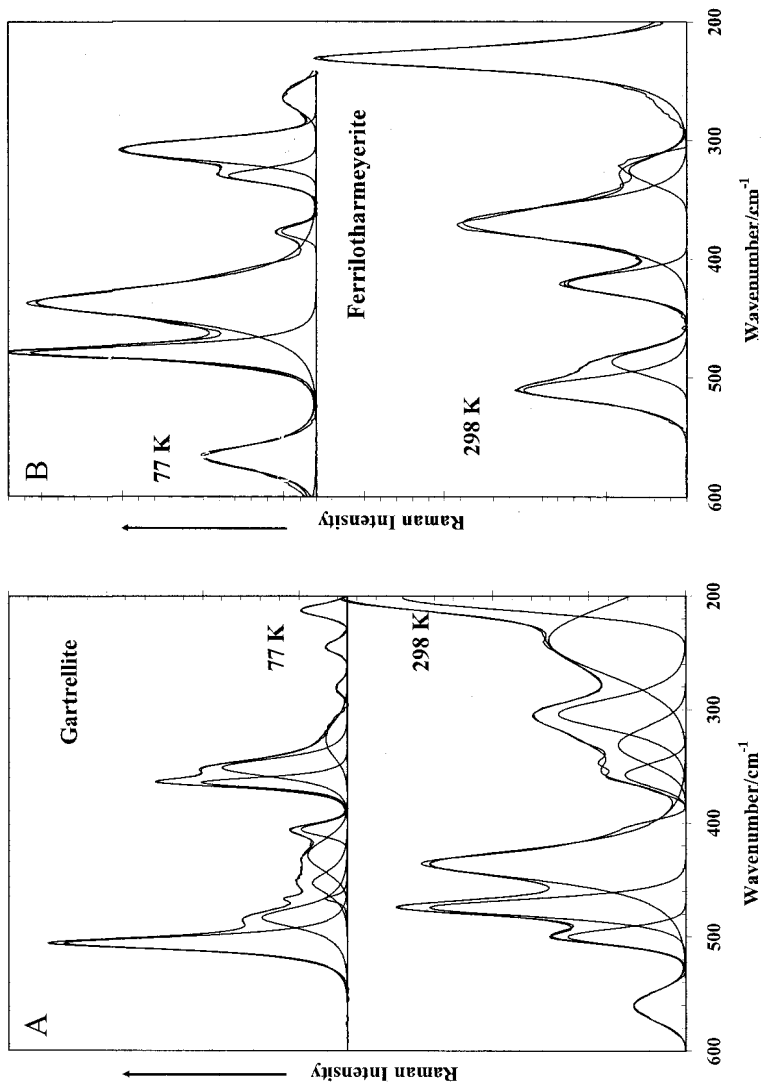 A
Gartrellite
77 K
298 K
Raman Intensity
600
500
400
300
200
Wavenumber/cm-1
B
77 K
Ferrilotharmeyerite
298 K
Raman Intensity
600
500
400
300
200
Wavenumber/cm-1